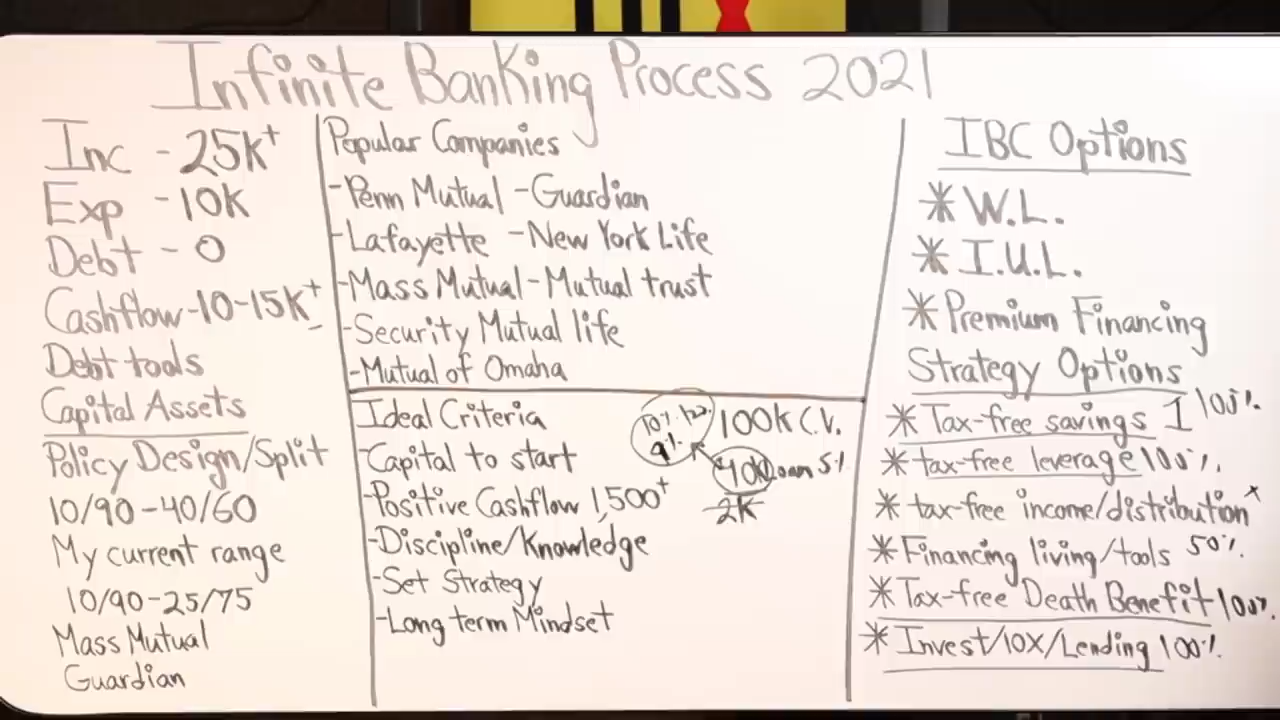 Infinite Banking Process 2021
Inc - 25K+
Exp - 10K
Debt - 0
Cashflow - 10-15K+
Debt tools
Capital Assets
Policy Design/Split
10/90 - 40/60
My current range
10/90 - 25/75
Mass Mutual
Guardian
Popular Companies
- Penn Mutual - Guardian
- Lafayette - New York Life
- Mass Mutual - Mutual trust
- Security Mutual life
- Mutual of Omaha
Ideal Criteria
- Capital to start
- Positive Cashflow 1,500+
- Discipline/Knowledge
- Set Strategy
- Long term Mindset
100K C.V.
9%
40K Loan 5%
2K
IBC Options
* W.L.
* I.U.L.
* Premium Financing
Strategy Options
* Tax-free savings 1 100%
* tax-free leverage 100%
* tax-free income/distribution*
* Financing living/tools 50%
* Tax-free Death Benefit 100%
* Invest/10X/Lending 100%